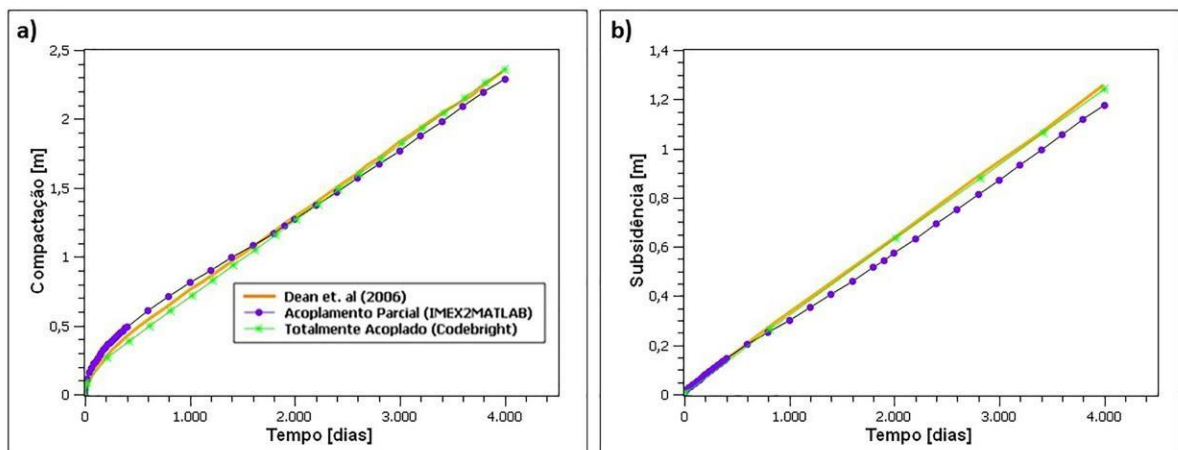 a)
2,5
2
1,5
1
0,5
0
Compactação [m]
0
1.000
2.000
3.000
4.000
Tempo [dias]
Dean et. al (2006)
Acoplamento Parcial (IMEX2MATLAB)
Totalmente Acoplado (Codebright)
b)
1,4
1,2
1
0,8
0,6
0,4
0,2
0
Subsidência [m]
0
1.000
2.000
3.000
4.000
Tempo [dias]